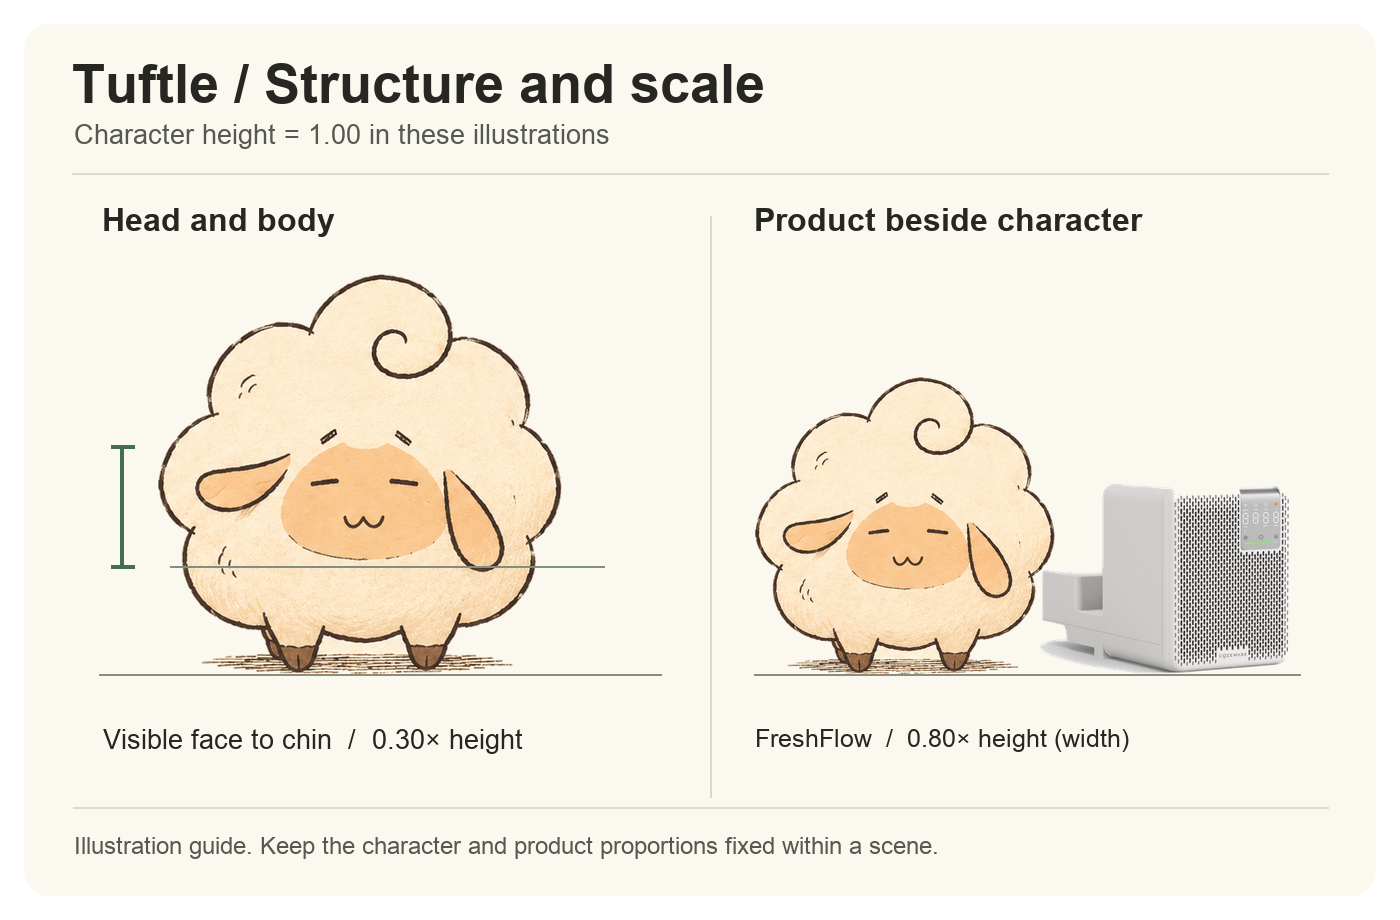 Tuftle / Structure and scale
Character height = 1.00 in these illustrations
Head and body
Product beside character
Visible face to chin / 0.30× height
FreshFlow / 0.80× height (width)
Illustration guide. Keep the character and product proportions fixed within a scene.